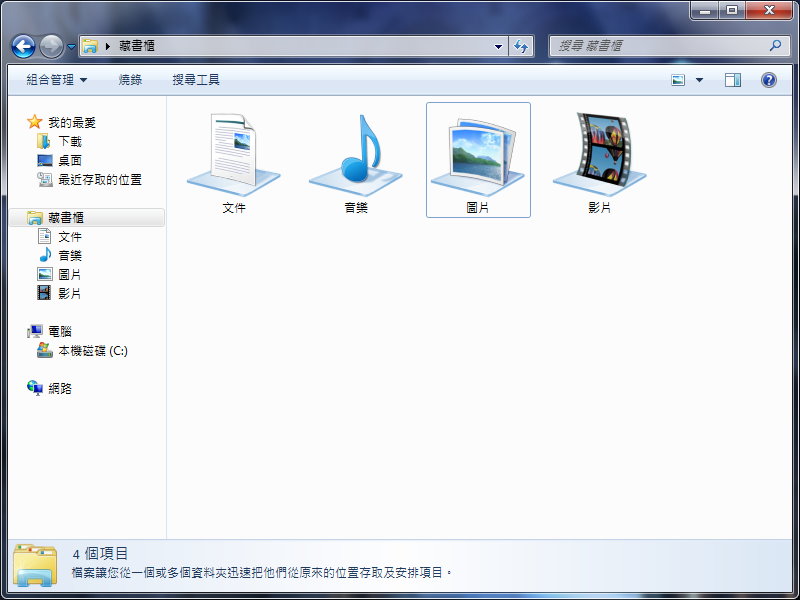 藏書櫃
搜尋 藏書櫃
組合管理
燒錄
搜尋工具
我的最愛
下載
桌面
最近存取的位置
藏書櫃
文件
音樂
圖片
影片
電腦
本機磁碟 (C:)
網路
文件
音樂
圖片
影片
4 個項目
檔案讓您從一個或多個資料夾迅速把他們從原來的位置存取及安排項目。